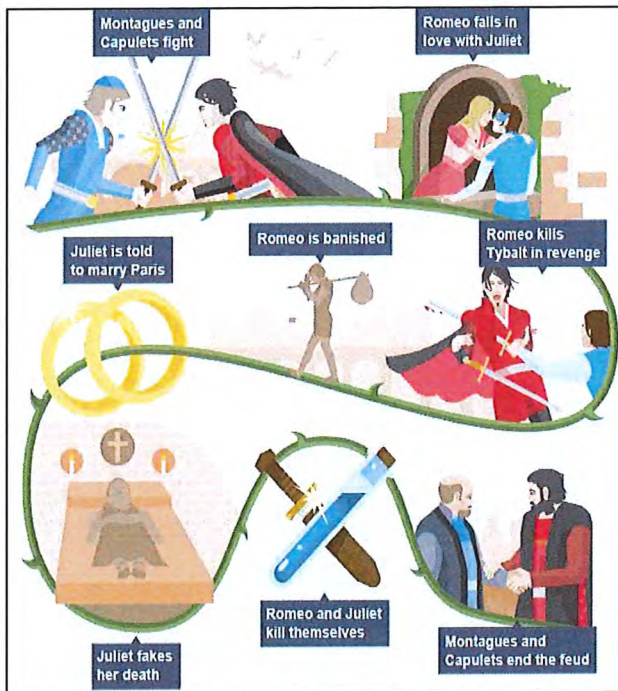 Montagues and
Capulets fight
Romeo falls in
love with Juliet
Romeo kills
Tybalt in revenge
Romeo is banished
Juliet is told
to marry Paris
Juliet fakes
her death
Romeo and Juliet
kill themselves
Montagues and
Capulets end the feud